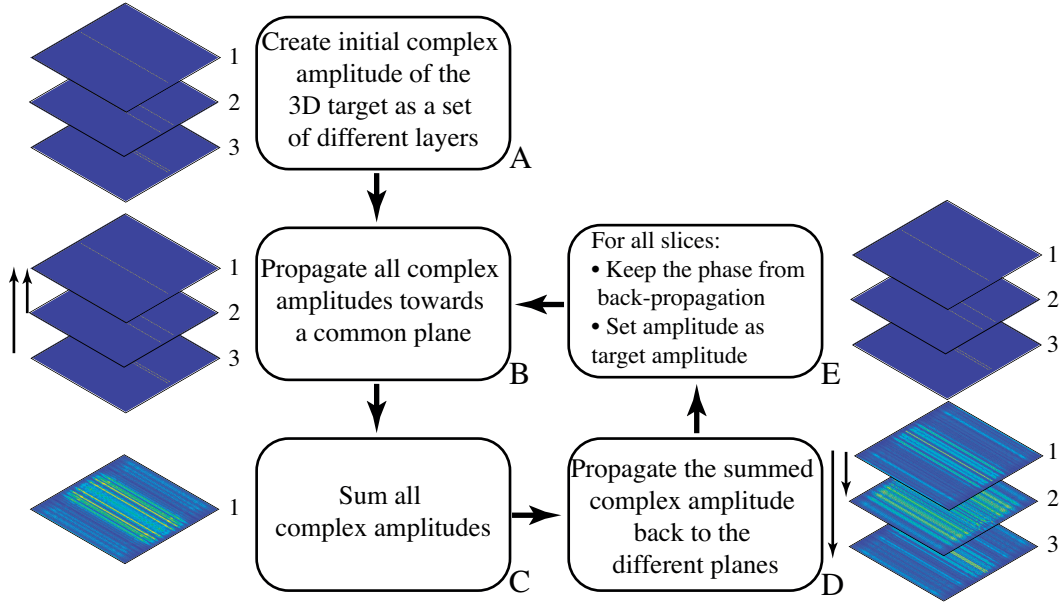 1
2
3
Create initial complex
amplitude of the
3D target as a set
of different layers
A
1
2
3
Propagate all complex
amplitudes towards
a common plane
B
For all slices:
• Keep the phase from
back-propagation
• Set amplitude as
target amplitude
E
1
2
3
1
Sum all
complex amplitudes
C
Propagate the summed
complex amplitude
back to the
different planes
D
1
2
3